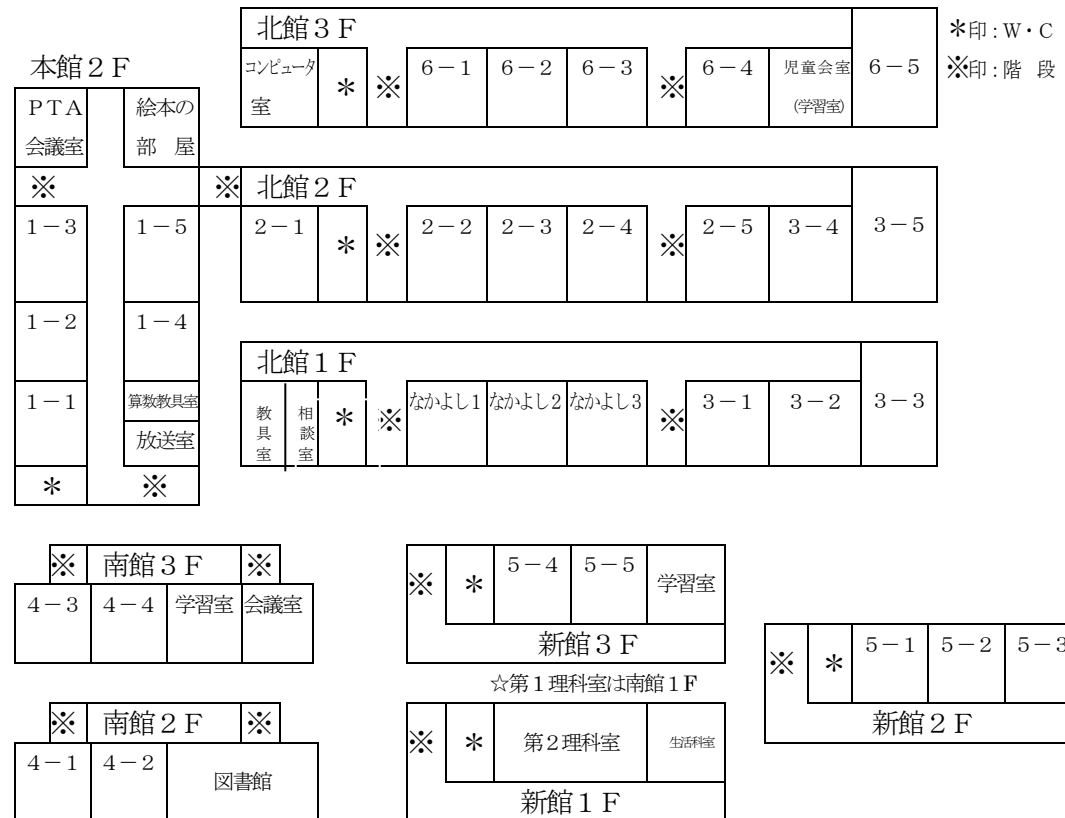 北館３Ｆ
＊印：Ｗ・Ｃ
※印：階 段
コンピュータ
室
＊
※
６－１
６－２
６－３
※
６－４
児童会室
(学習室)
６－５
本館２Ｆ
ＰＴＡ
会議室
絵本の
部 屋
※
１－３
１－５
１－２
１－４
１－１
算数教具室
放送室
＊
※
※
北館２Ｆ
２－１
＊
※
２－２
２－３
２－４
※
２－５
３－４
３－５
北館１Ｆ
教具室
相談室
＊
※
なかよし1
なかよし2
なかよし3
※
３－１
３－２
３－３
※
南館３Ｆ
※
４－３
４－４
学習室
会議室
※
南館２Ｆ
※
４－１
４－２
図書館
※
＊
５－４
５－５
学習室
新館３Ｆ
☆第１理科室は南館１F
※
＊
第２理科室
生活科室
新館１Ｆ
※
＊
５－１
５－２
５－３
新館２Ｆ